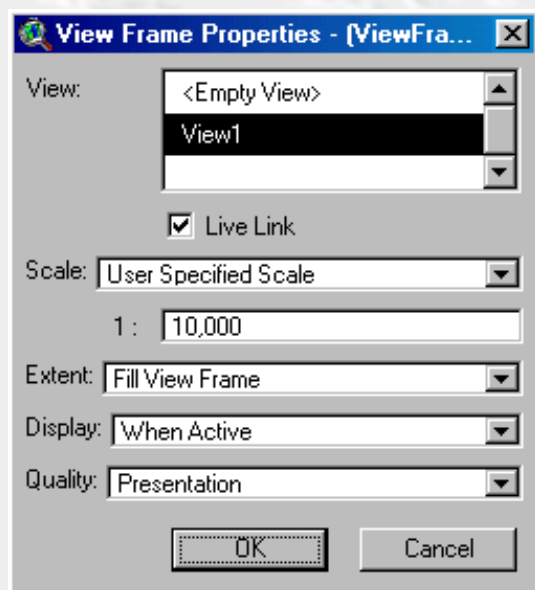 View Frame Properties - (ViewFra...
View:
<Empty View>
View1
Live Link
Scale: User Specified Scale
1 : 10,000
Extent: Fill View Frame
Display: When Active
Quality: Presentation
OK Cancel